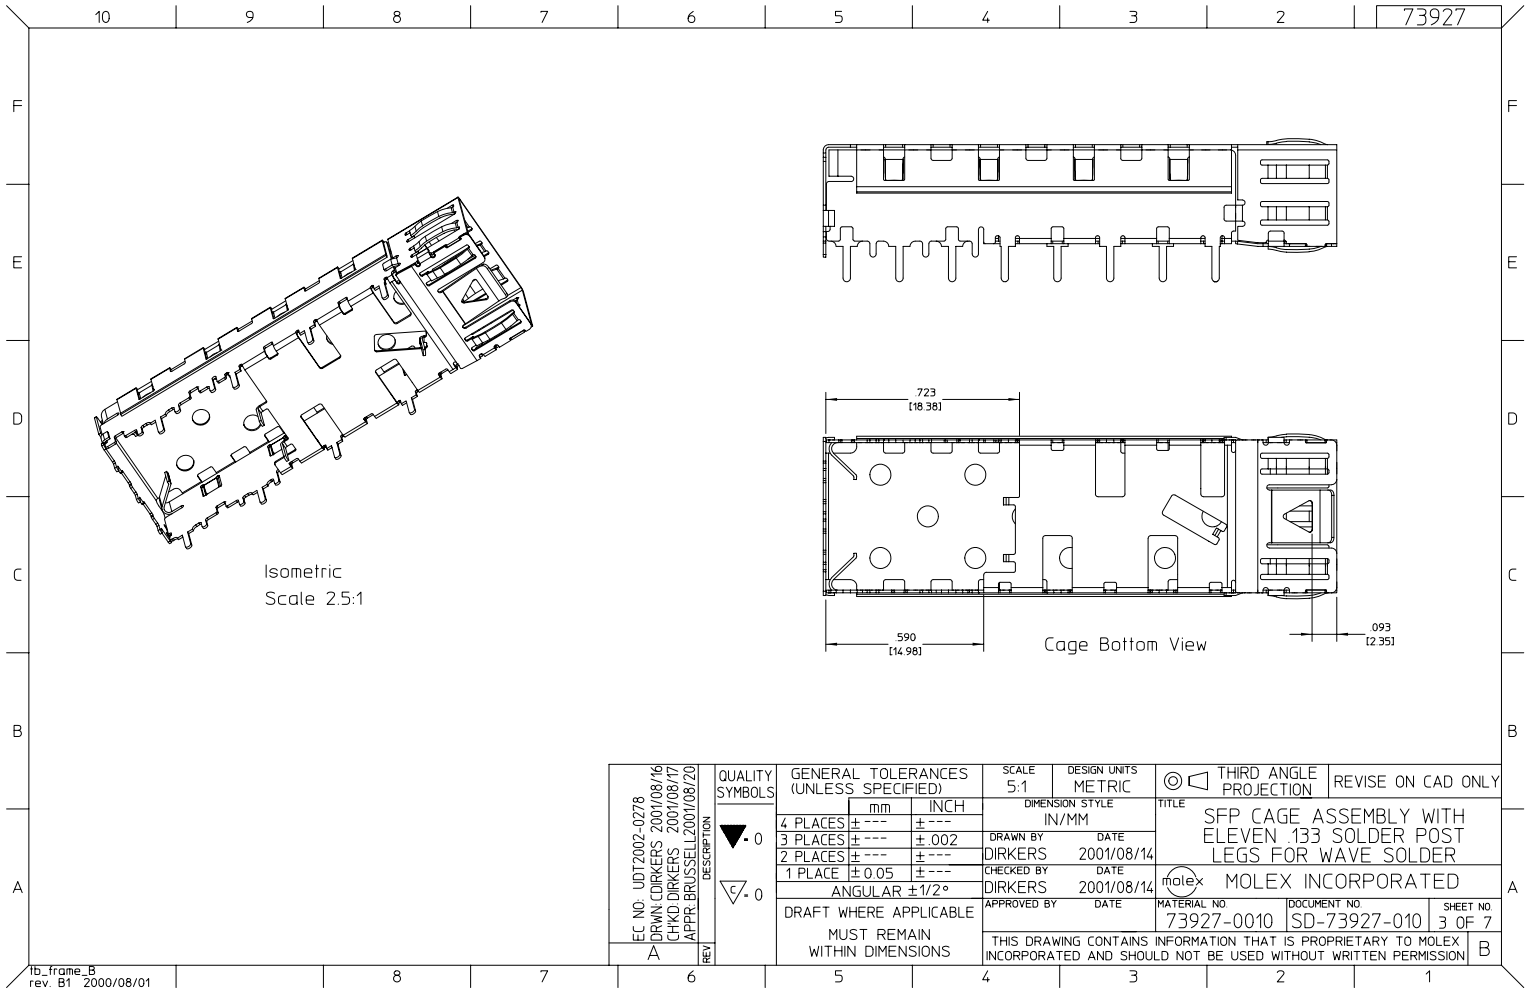 10 9 8 7 6 5 4 3 2 73927
F F
E E
D D
C C
B B
A A
.723
[18.38]
Isometric
Scale 2.5:1
.590
[14.98]
Cage Bottom View
.093
[2.35]
EC NO: UDT2002-0278
DRWN:CDIRKERS 2001/08/16
CH'KD:DIRKERS 2001/08/17
APPR:BRUSSELL 2001/08/20
DESCRIPTION
A
REV
QUALITY
SYMBOLS
- 0
C - 0
GENERAL TOLERANCES
(UNLESS SPECIFIED)
mm INCH
4 PLACES ±--- ±---
3 PLACES ±--- ±.002
2 PLACES ±--- ±---
1 PLACE ±0.05 ±---
ANGULAR ±1/2°
DRAFT WHERE APPLICABLE
MUST REMAIN
WITHIN DIMENSIONS
SCALE
5:1
DESIGN UNITS
METRIC
THIRD ANGLE
PROJECTION
REVISE ON CAD ONLY
DIMENSION STYLE
IN/MM
DRAWN BY DATE
DIRKERS 2001/08/14
CHECKED BY DATE
DIRKERS 2001/08/14
APPROVED BY DATE
TITLE
SFP CAGE ASSEMBLY WITH
ELEVEN .133 SOLDER POST
LEGS FOR WAVE SOLDER
molex MOLEX INCORPORATED
MATERIAL NO.
73927-0010
DOCUMENT NO.
SD-73927-010
SHEET NO.
3 OF 7
THIS DRAWING CONTAINS INFORMATION THAT IS PROPRIETARY TO MOLEX
INCORPORATED AND SHOULD NOT BE USED WITHOUT WRITTEN PERMISSION
B
tb_frame_B
rev. B1 2000/08/01
8 7 6 5 4 3 2 1